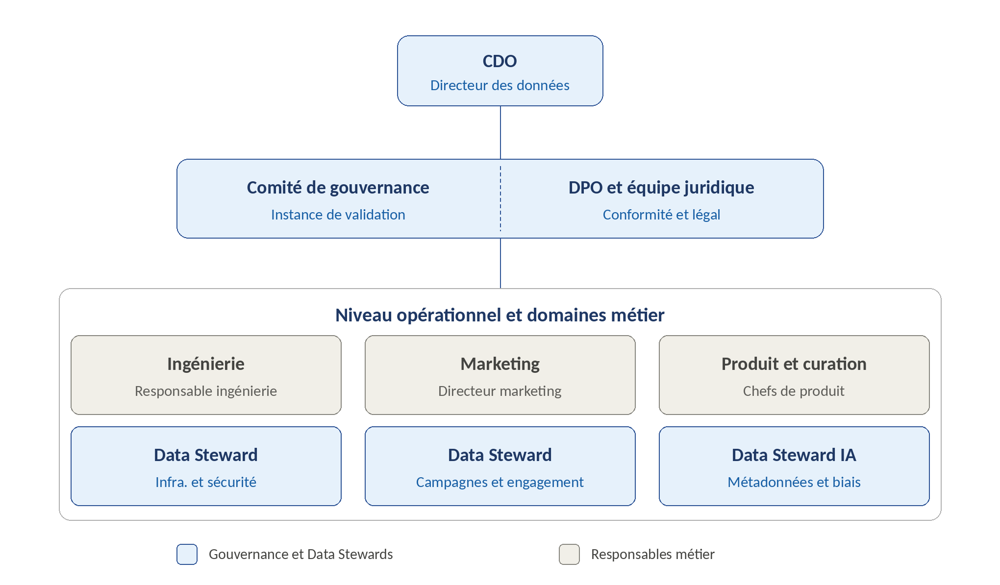 CDO
Directeur des données
Comité de gouvernance
Instance de validation
DPO et équipe juridique
Conformité et légal
Niveau opérationnel et domaines métier
Ingénierie
Responsable ingénierie
Marketing
Directeur marketing
Produit et curation
Chefs de produit
Data Steward
Infra. et sécurité
Data Steward
Campagnes et engagement
Data Steward IA
Métadonnées et biais
Gouvernance et Data Stewards
Responsables métier